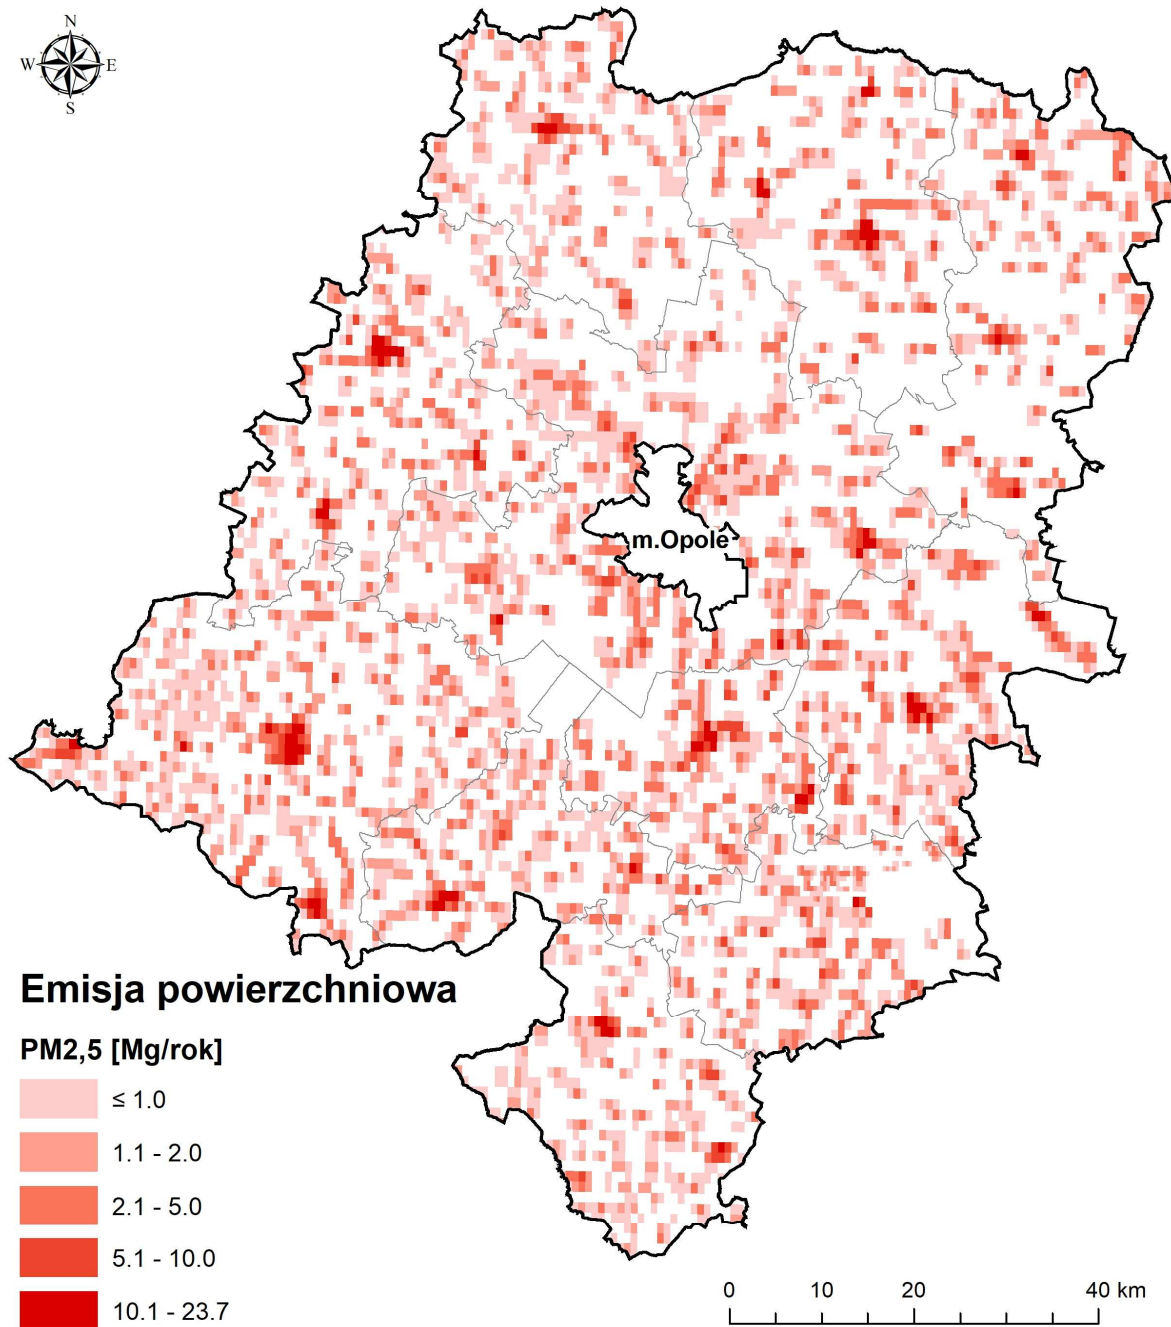 N
W E
S
m.Opole
Emisja powierzchniowa
PM2,5 [Mg/rok]
≤ 1.0
1.1 - 2.0
2.1 - 5.0
5.1 - 10.0
10.1 - 23.7
0 10 20 40 km